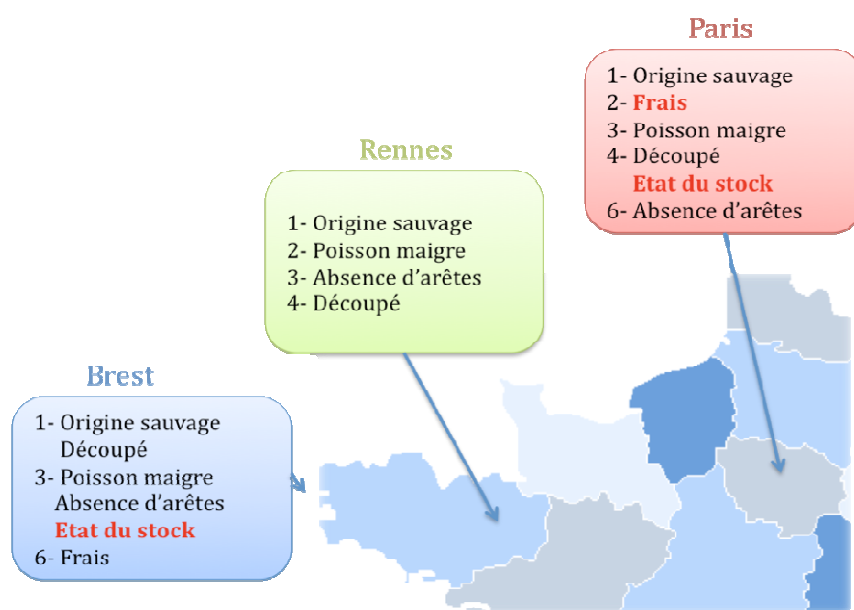 Paris
1- Origine sauvage
2- Frais
3- Poisson maigre
4- Découpé
Etat du stock
6- Absence d'arêtes
Rennes
1- Origine sauvage
2- Poisson maigre
3- Absence d'arêtes
4- Découpé
Brest
1- Origine sauvage
Découpé
3- Poisson maigre
Absence d'arêtes
Etat du stock
6- Frais